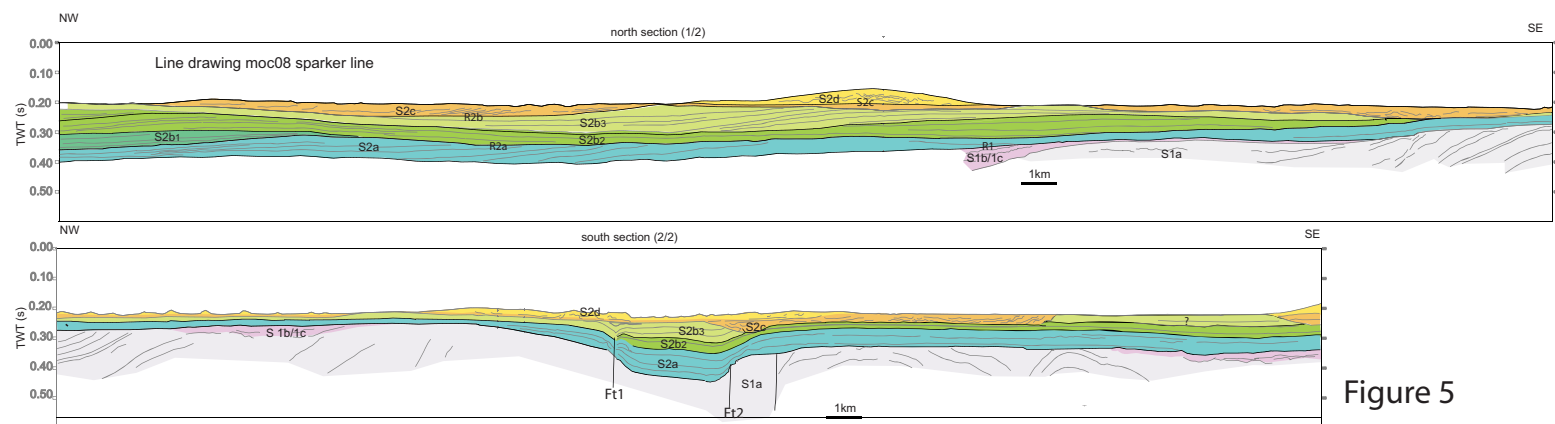 NW
north section (1/2)
SE
Line drawing moc08 sparker line
TWT (s)
0.00
0.10
0.20
0.30
0.40
0.50
S2c
R2b
S2b3
S2d
S2c
S2b1
S2a
R2a
S2b2
R1
S1b/1c
S1a
1km
NW
south section (2/2)
SE
TWT (s)
0.00
0.10
0.20
0.30
0.40
0.50
S 1b/1c
S2d
S2b3
S2c
S2b2
S2a
S1a
?
Ft1
Ft2
1km
Figure 5